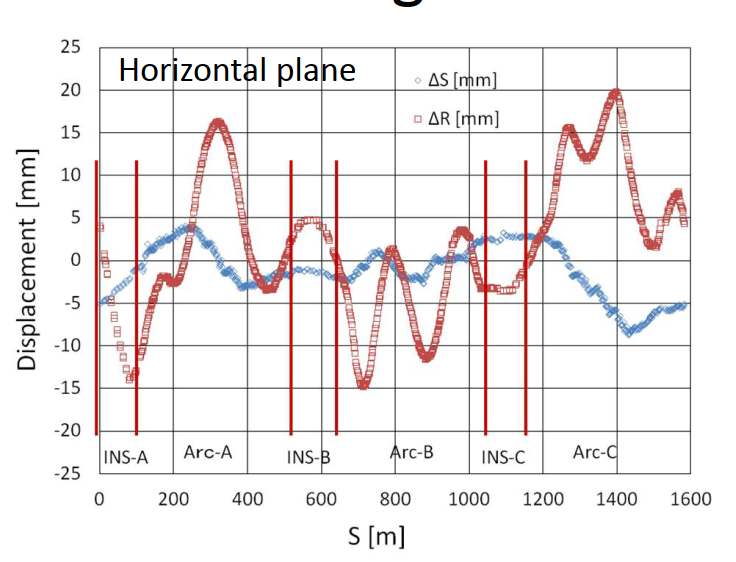 Horizontal plane
ΔS [mm]
ΔR [mm]
Displacement [mm]
25
20
15
10
5
0
-5
-10
-15
-20
-25
INS-A
Arc-A
INS-B
Arc-B
INS-C
Arc-C
0
200
400
600
800
1000
1200
1400
1600
S [m]